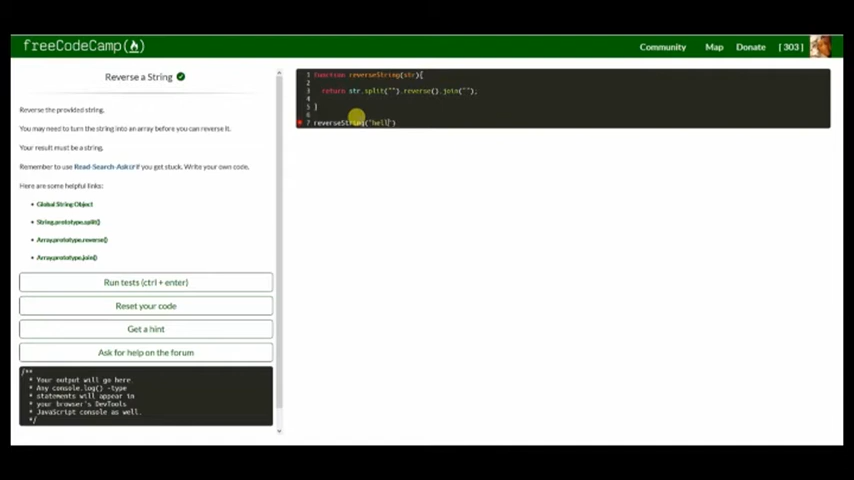 freeCodeCamp(🔥)
Community Map Donate [ 303 ]
Reverse a String
Reverse the provided string.
You may need to turn the string into an array before you can reverse it.
Your result must be a string.
Remember to use Read-Search-Ask if you get stuck. Write your own code.
Here are some helpful links:
Global String Object
String.prototype.split()
Array.prototype.reverse()
Array.prototype.join()
Run tests (ctrl + enter)
Reset your code
Get a hint
Ask for help on the forum
/**
* Your output will go here.
* Any console.log() -type
* statements will appear in
* your browser's DevTools
* JavaScript console as well.
*/
1 function reverseString(str){
2
3 return str.split("").reverse().join("");
4
5 }
6
7 reverseString("hell")